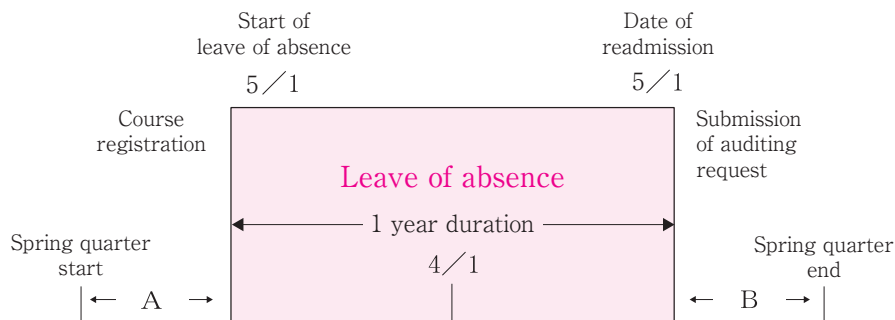 Start of
leave of absence
5／1
Date of
readmission
5／1
Course
registration
Submission
of auditing
request
Leave of absence
1 year duration
Spring quarter
start
4／1
Spring quarter
end
A
B